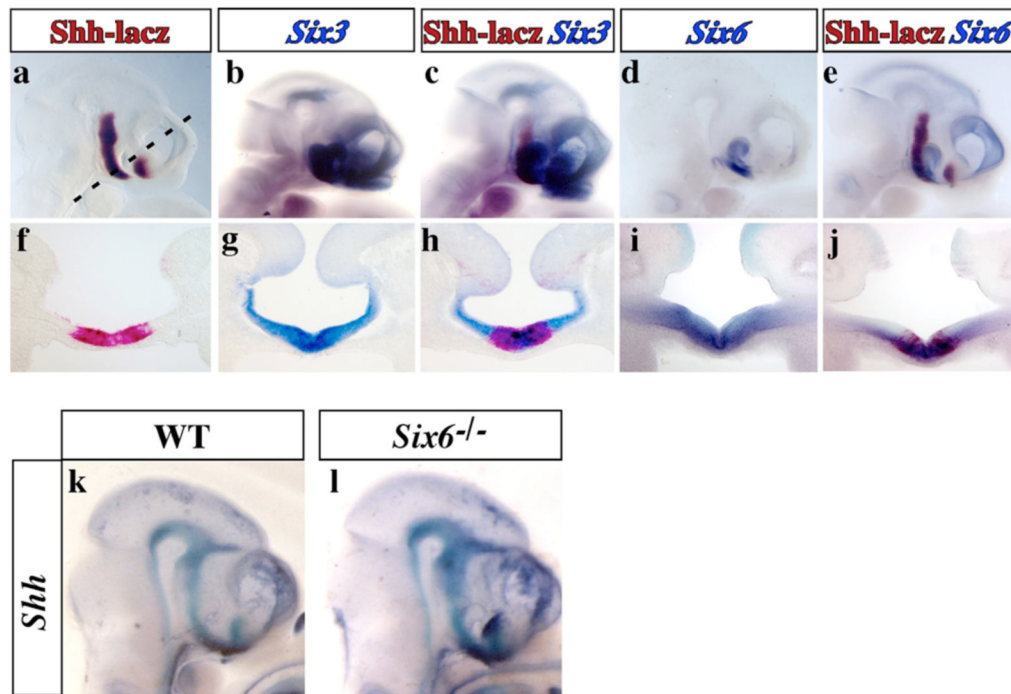 Shh-lacz
Six3
Shh-lacz Six3
Six6
Shh-lacz Six6
a
b
c
d
e
f
g
h
i
j
WT
Six6-/-
Shh
k
l